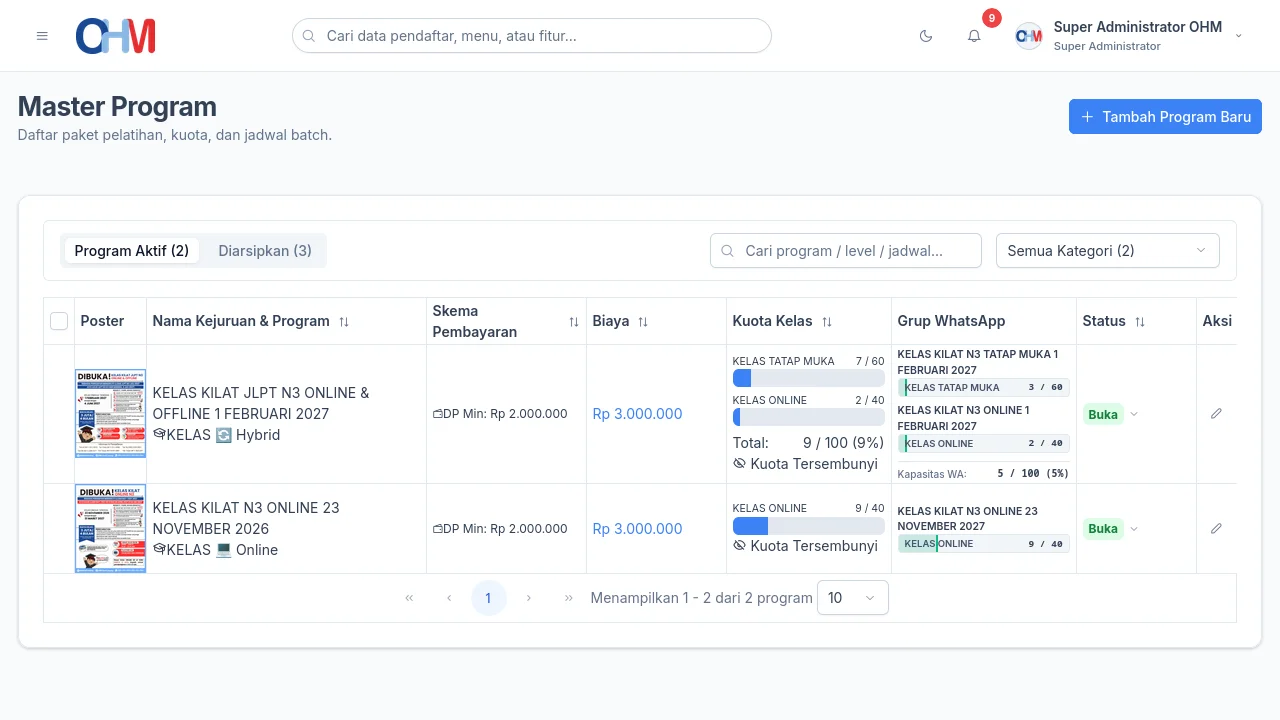 OHM
Cari data pendaftar, menu, atau fitur...
9
OHM
Super Administrator OHM
Super Administrator
Master Program
Daftar paket pelatihan, kuota, dan jadwal batch.
Tambah Program Baru
Program Aktif (2)
Diarsipkan (3)
Cari program / level / jadwal...
Semua Kategori (2)
Poster
Nama Kejuruan & Program
Skema
Pembayaran
Biaya
Kuota Kelas
Grup WhatsApp
Status
Aksi
DIBUKA!
KELAS KILAT JLPT N3 ONLINE &
OFFLINE 1 FEBRUARI 2027
KELAS 🔄 Hybrid
DP Min: Rp 2.000.000
Rp 3.000.000
KELAS TATAP MUKA 7 / 60
KELAS ONLINE 2 / 40
Total: 9 / 100 (9%)
Kuota Tersembunyi
KELAS KILAT N3 TATAP MUKA 1
FEBRUARI 2027
KELAS TATAP MUKA 3 / 60
KELAS KILAT N3 ONLINE 1
FEBRUARI 2027
KELAS ONLINE 2 / 40
Kapasitas WA: 5 / 100 (5%)
Buka
DIBUKA!
KELAS KILAT N3 ONLINE 23
NOVEMBER 2026
KELAS 💻 Online
DP Min: Rp 2.000.000
Rp 3.000.000
KELAS ONLINE 9 / 40
Kuota Tersembunyi
KELAS KILAT N3 ONLINE 23
NOVEMBER 2027
KELAS ONLINE 9 / 40
Buka
« ‹ 1 › » Menampilkan 1 - 2 dari 2 program 10